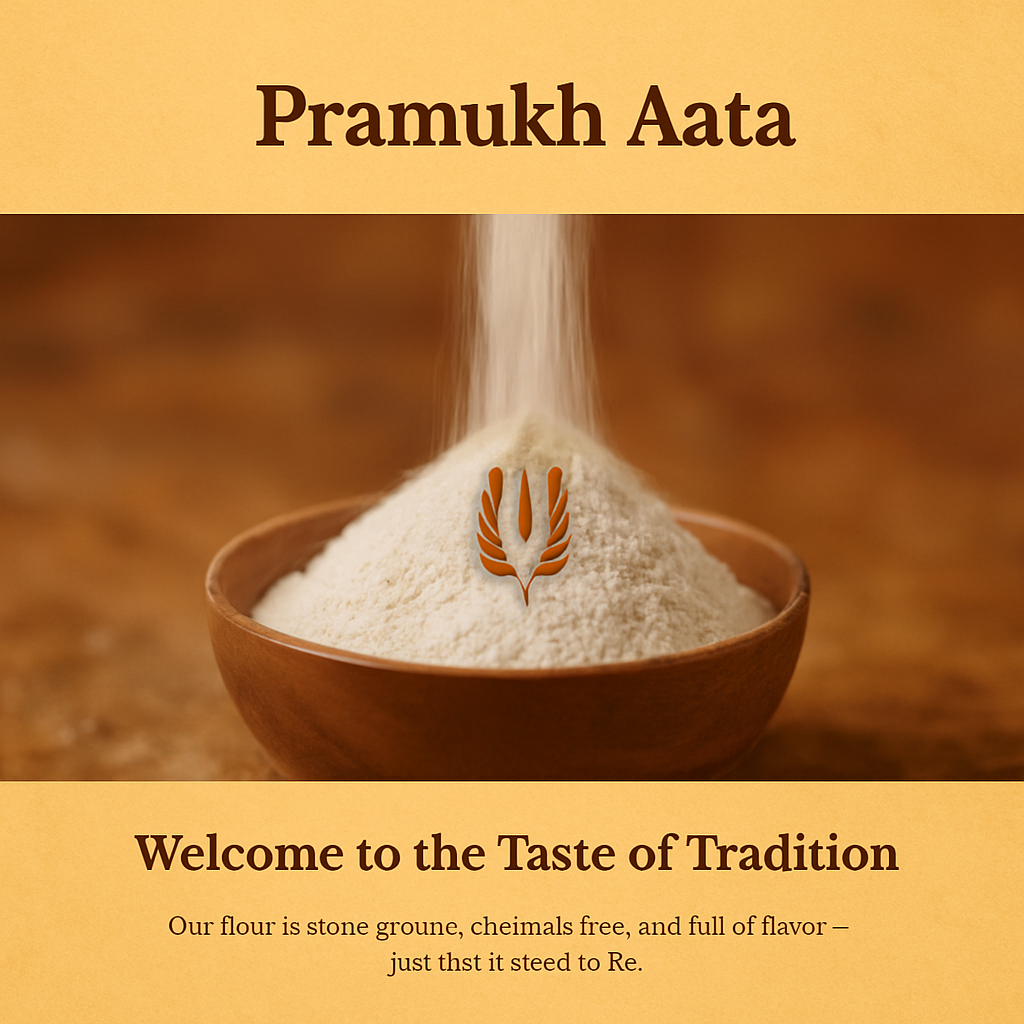 Pramukh Aata
Welcome to the Taste of Tradition
Our flour is stone groune, cheimals free, and full of flavor –
just thst it steed to Re.